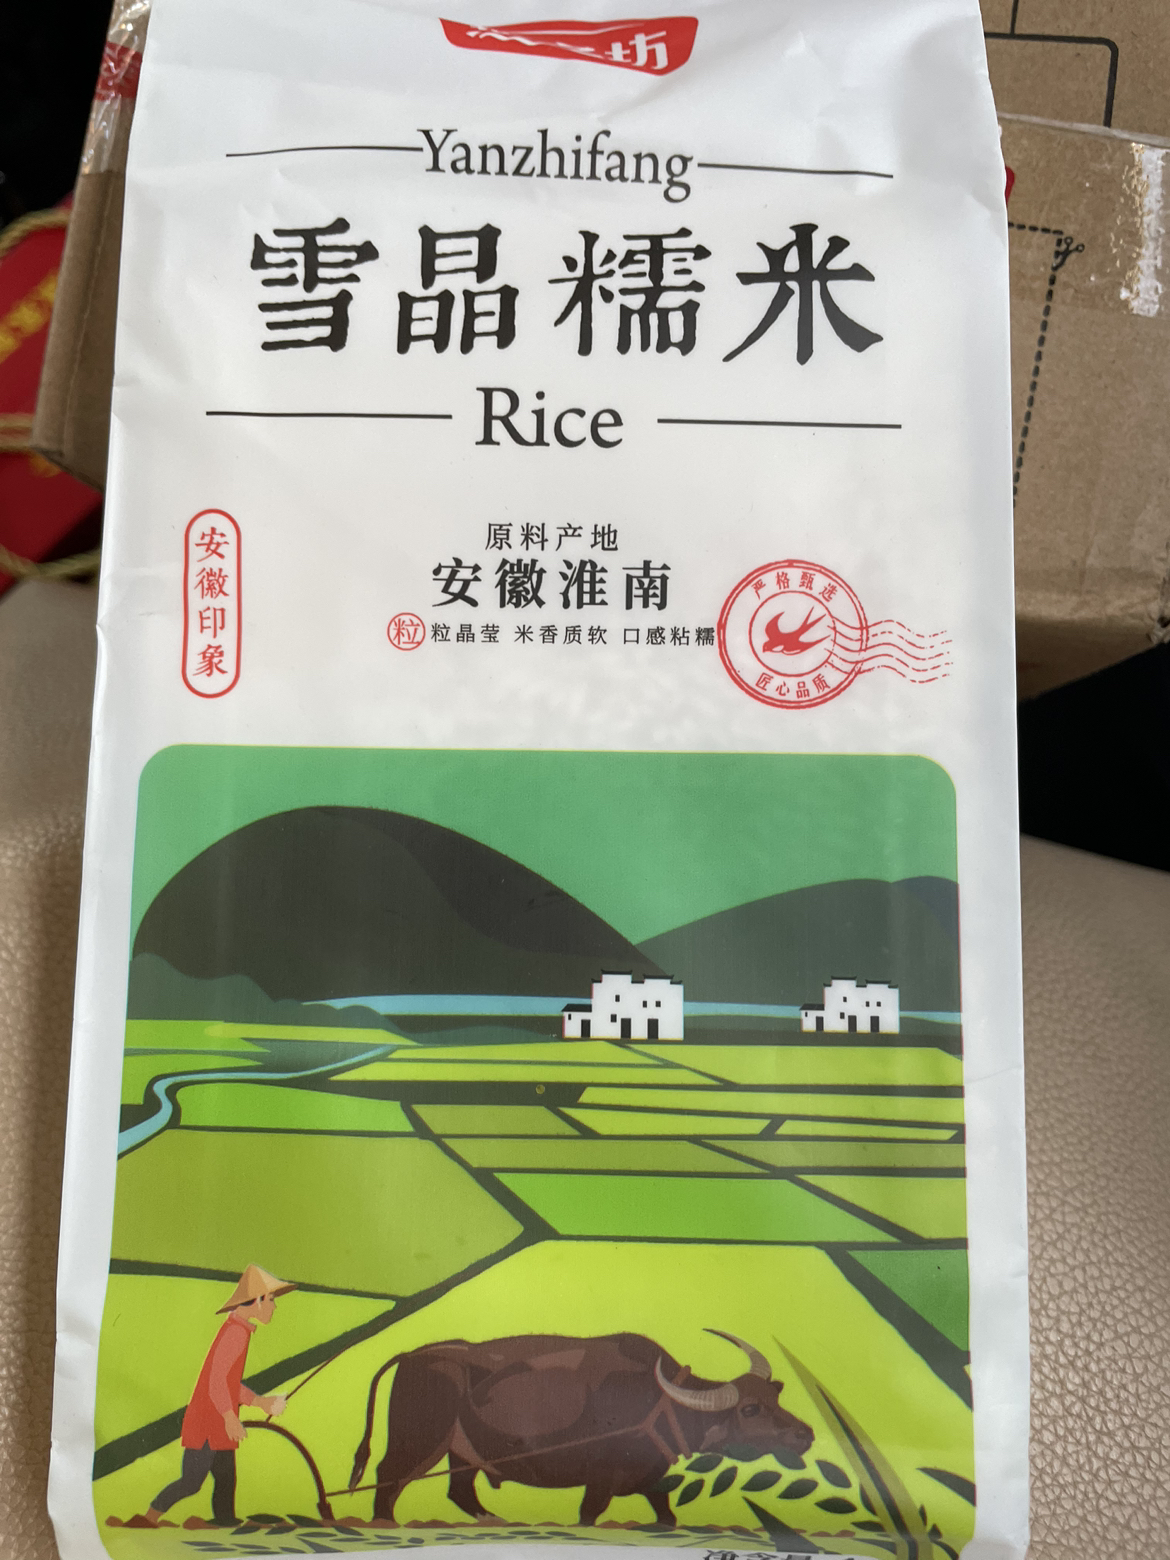 坊
Yanzhifang
雪晶糯米
Rice
安徽印象
原料产地
安徽淮南
粒 粒晶莹 米香质软 口感粘糯
严格甄选
匠心品质